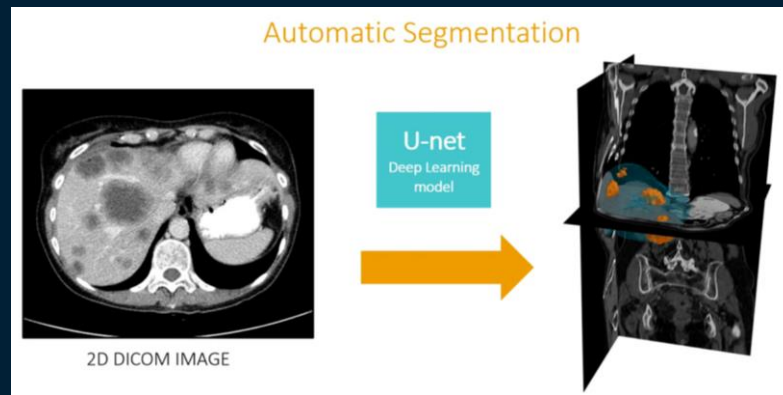 Automatic Segmentation
U-net
Deep Learning
model
2D DICOM IMAGE